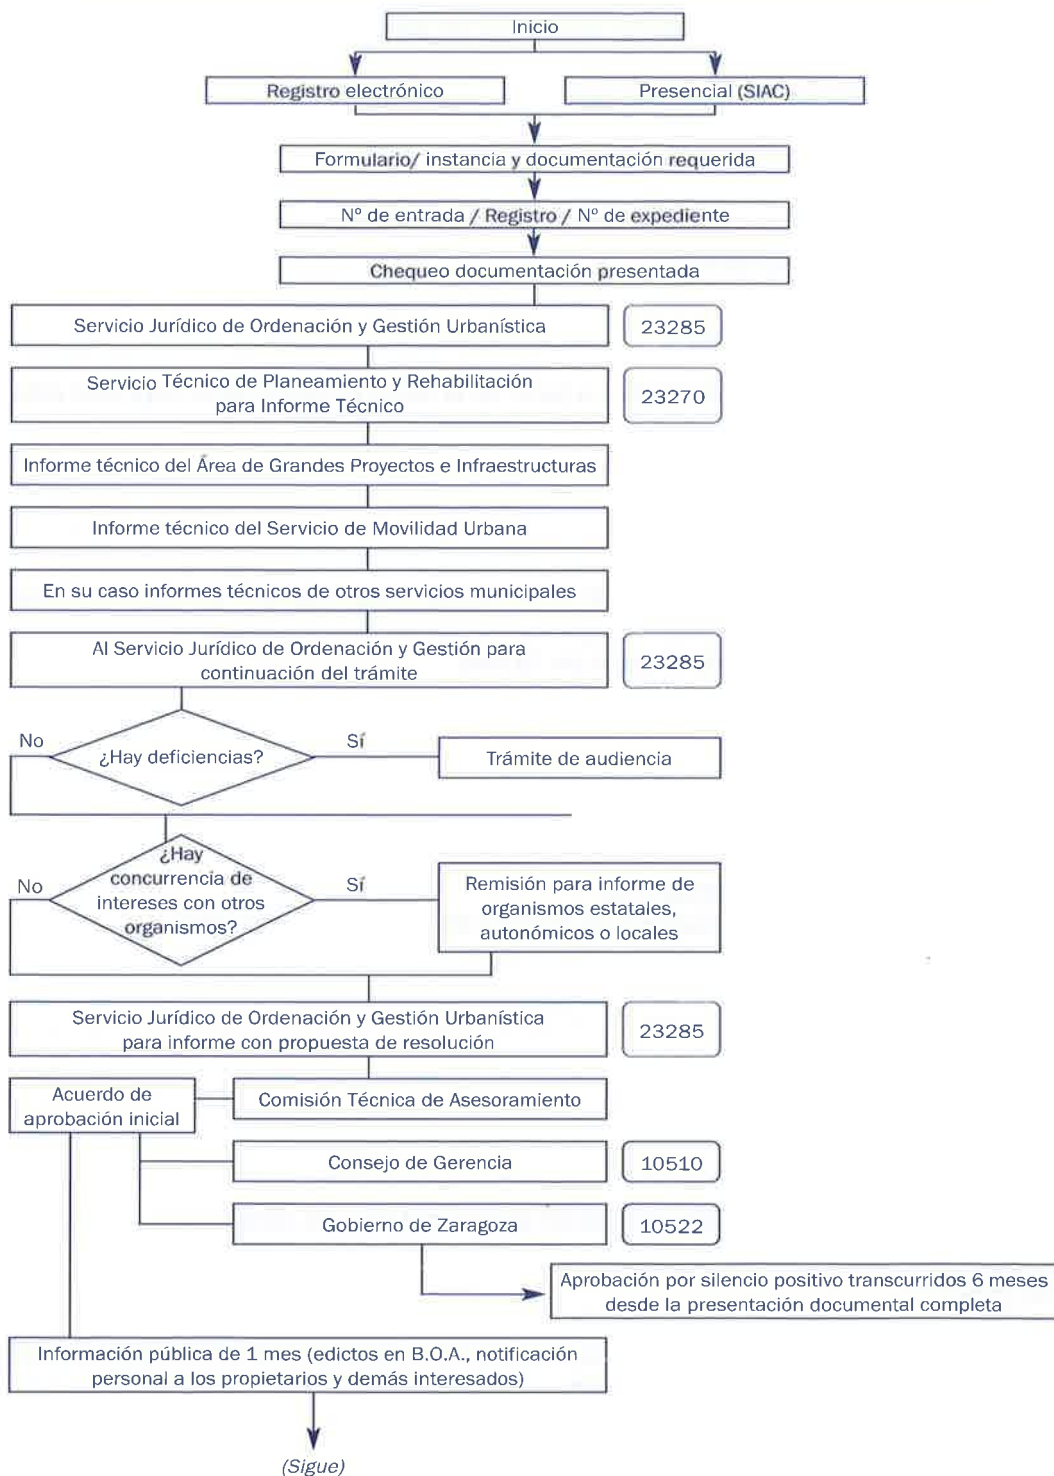 Inicio
Registro electrónico
Presencial (SIAC)
Formulario/ instancia y documentación requerida
Nº de entrada / Registro / Nº de expediente
Chequeo documentación presentada
Servicio Jurídico de Ordenación y Gestión Urbanística
23285
Servicio Técnico de Planeamiento y Rehabilitación
para Informe Técnico
23270
Informe técnico del Área de Grandes Proyectos e Infraestructuras
Informe técnico del Servicio de Movilidad Urbana
En su caso informes técnicos de otros servicios municipales
Al Servicio Jurídico de Ordenación y Gestión para
continuación del trámite
23285
No
¿Hay deficiencias?
Sí
Trámite de audiencia
No
¿Hay
concurrencia de
intereses con otros
organismos?
Sí
Remisión para informe de
organismos estatales,
autonómicos o locales
Servicio Jurídico de Ordenación y Gestión Urbanística
para informe con propuesta de resolución
23285
Acuerdo de
aprobación inicial
Comisión Técnica de Asesoramiento
Consejo de Gerencia
10510
Gobierno de Zaragoza
10522
Aprobación por silencio positivo transcurridos 6 meses
desde la presentación documental completa
Información pública de 1 mes (edictos en B.O.A., notificación
personal a los propietarios y demás interesados)
(Sigue)